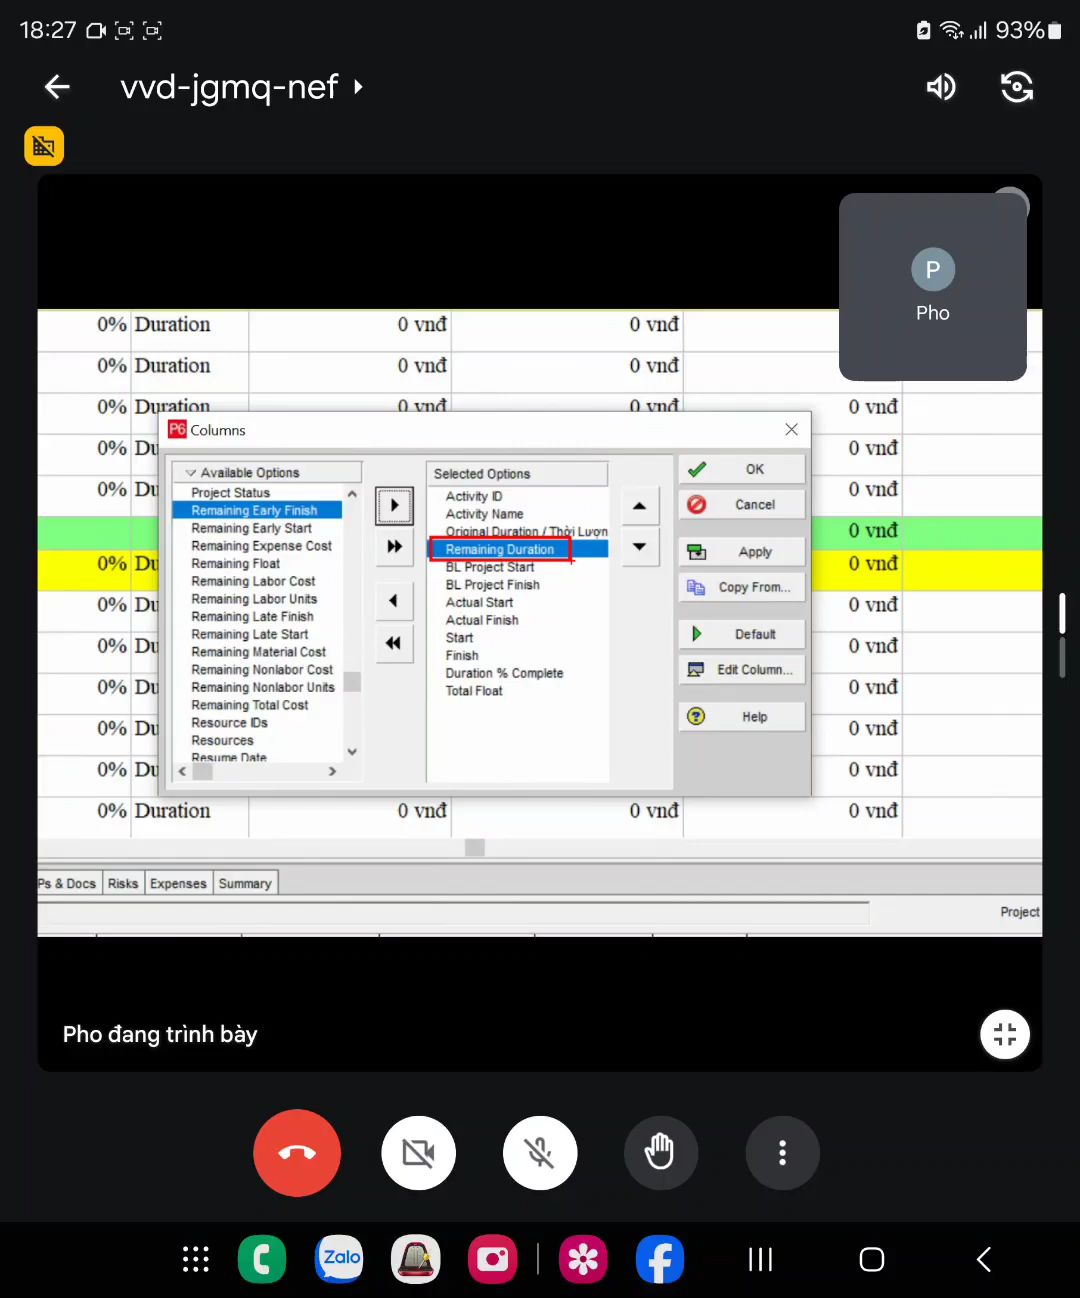 18:27
93%
vvd-jgmq-nef
P
Pho
0% Duration 0 vnđ 0 vnđ
0% Duration 0 vnđ 0 vnđ
0% Duration 0 vnđ 0 vnđ 0 vnđ
0% Du 0 vnđ
0% Du 0 vnđ
0 vnđ
0% Du 0 vnđ
0% Du 0 vnđ
0% Du 0 vnđ
0% Du 0 vnđ
0% Du 0 vnđ
0% Du 0 vnđ
0% Duration 0 vnđ 0 vnđ 0 vnđ
P6 Columns
Available Options
Project Status
Remaining Early Finish
Remaining Early Start
Remaining Expense Cost
Remaining Float
Remaining Labor Cost
Remaining Labor Units
Remaining Late Finish
Remaining Late Start
Remaining Material Cost
Remaining Nonlabor Cost
Remaining Nonlabor Units
Remaining Total Cost
Resource IDs
Resources
Resume Date
Selected Options
Activity ID
Activity Name
Original Duration / Thời Lượn
Remaining Duration
BL Project Start
BL Project Finish
Actual Start
Actual Finish
Start
Finish
Duration % Complete
Total Float
OK
Cancel
Apply
Copy From...
Default
Edit Column...
Help
Ps & Docs Risks Expenses Summary
Project
Pho đang trình bày
Zalo